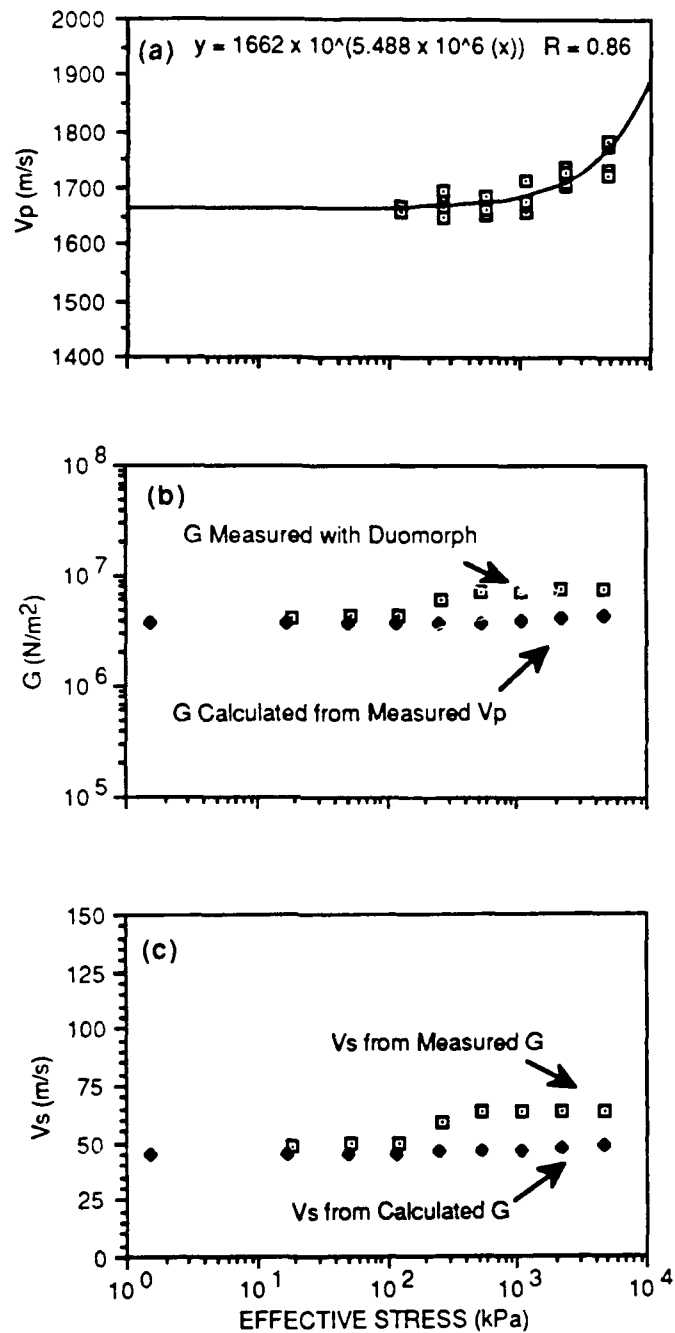 (a) y = 1662 x 10^(5.488 x 10^6 (x)) R = 0.86
2000
1900
1800
1700
1600
1500
1400
Vp (m/s)
(b)
G Measured with Duomorph
G Calculated from Measured Vp
10^8
10^7
10^6
10^5
G (N/m2)
(c)
Vs from Measured G
Vs from Calculated G
150
125
100
75
50
25
0
Vs (m/s)
10^0 10^1 10^2 10^3 10^4
EFFECTIVE STRESS (kPa)